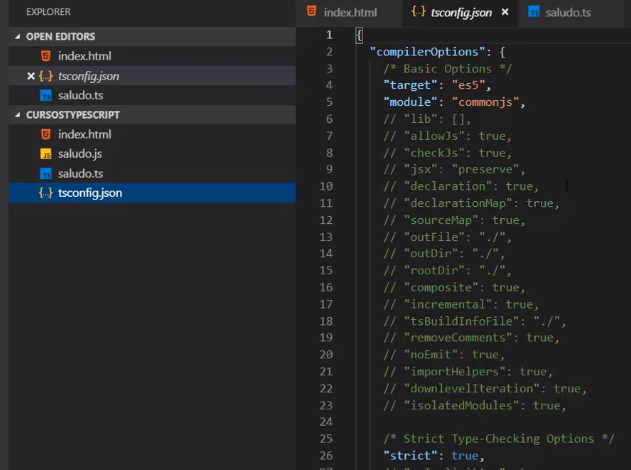 EXPLORER
OPEN EDITORS
index.html
tsconfig.json
saludo.ts
CURSOSTYPESCRIPT
index.html
saludo.js
saludo.ts
tsconfig.json
index.html
tsconfig.json
saludo.ts
1 {
2 "compilerOptions": {
3 /* Basic Options */
4 "target": "es5",
5 "module": "commonjs",
6 // "lib": [],
7 // "allowJs": true,
8 // "checkJs": true,
9 // "jsx": "preserve",
10 // "declaration": true,
11 // "declarationMap": true,
12 // "sourceMap": true,
13 // "outFile": "./",
14 // "outDir": "./",
15 // "rootDir": "./",
16 // "composite": true,
17 // "incremental": true,
18 // "tsBuildInfoFile": "./",
19 // "removeComments": true,
20 // "noEmit": true,
21 // "importHelpers": true,
22 // "downlevelIteration": true,
23 // "isolatedModules": true,
24
25 /* Strict Type-Checking Options */
26 "strict": true,